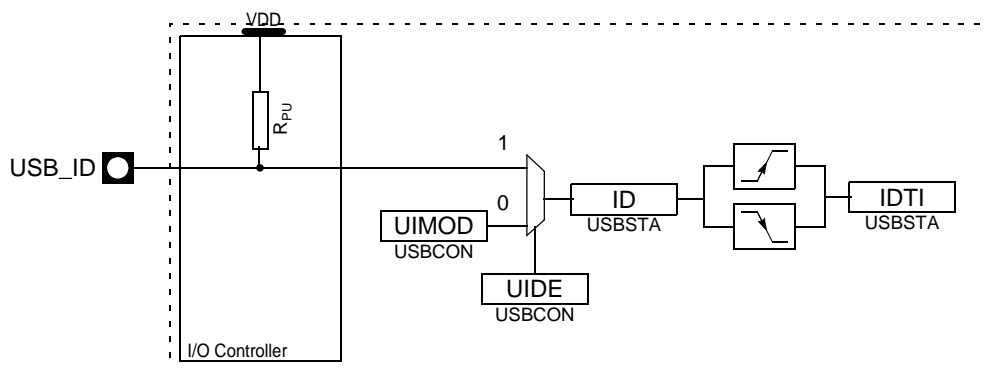 VDD
RPU
USB_ID
1
0
UIMOD
USBCON
UIDE
USBCON
ID
USBSTA
IDTI
USBSTA
I/O Controller